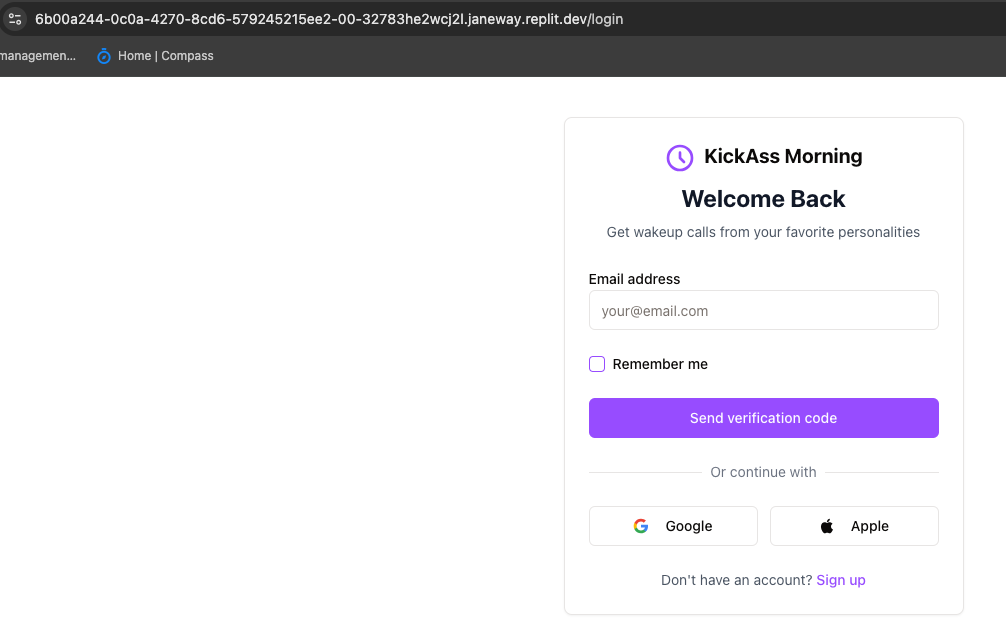 6b00a244-0c0a-4270-8cd6-579245215ee2-00-32783he2wcj2l.janeway.replit.dev/login
managemen... Home | Compass
KickAss Morning
Welcome Back
Get wakeup calls from your favorite personalities
Email address
your@email.com
Remember me
Send verification code
Or continue with
Google Apple
Don't have an account? Sign up